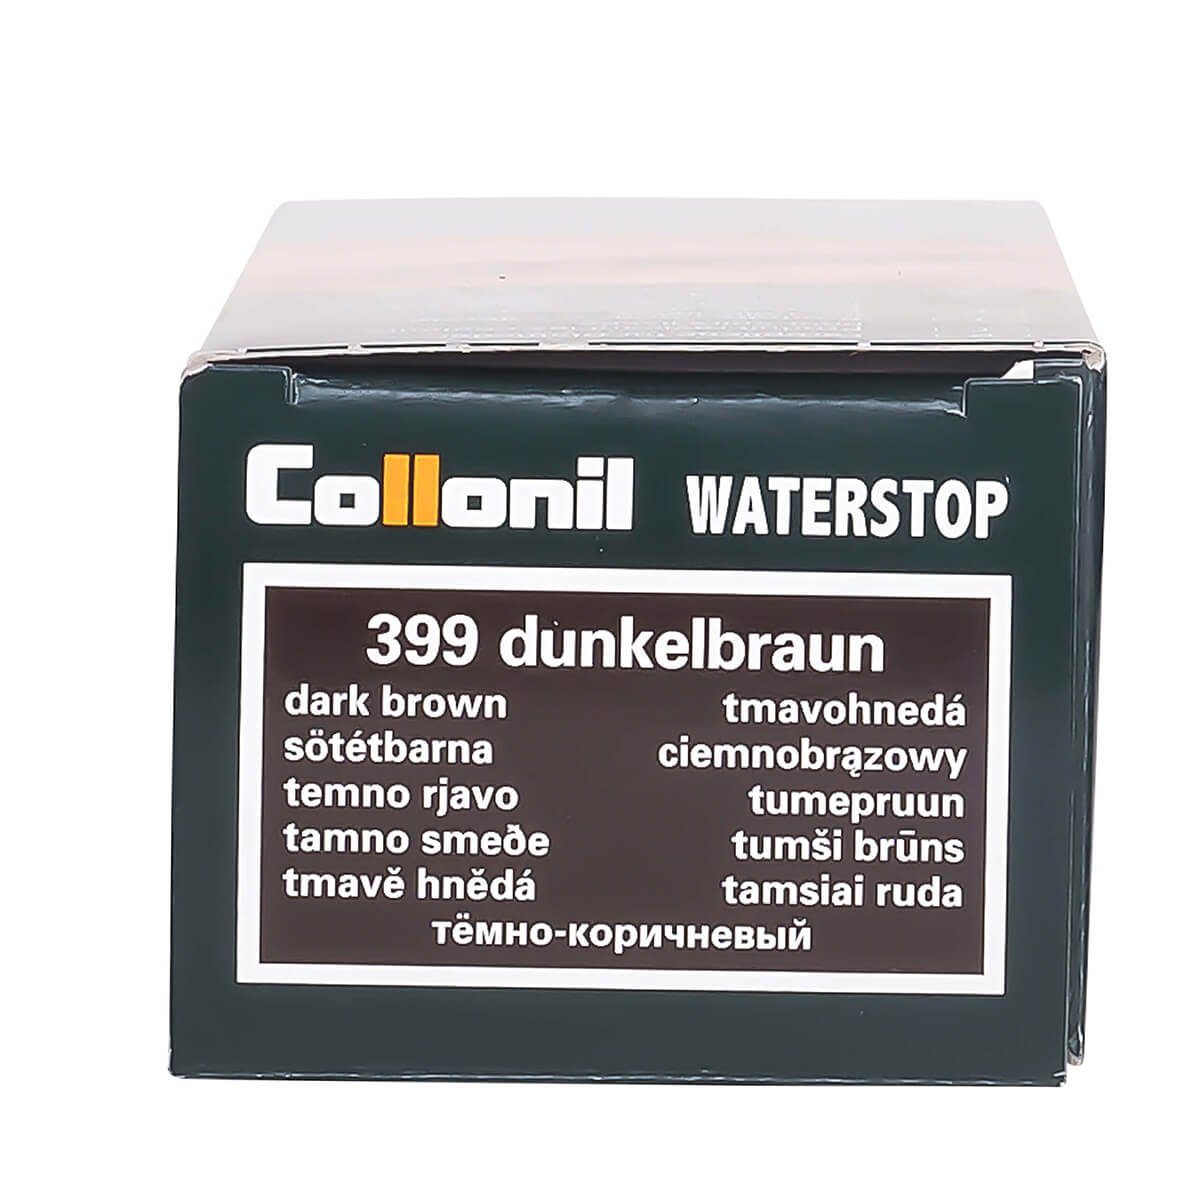 Collonil WATERSTOP
399 dunkelbraun
dark brown
sötétbarna
temno rjavo
tamno smeðe
tmavě hnědá
tmavohnedá
ciemnobrązowy
tumepruun
tumši brūns
tamsiai ruda
тёмно-коричневый